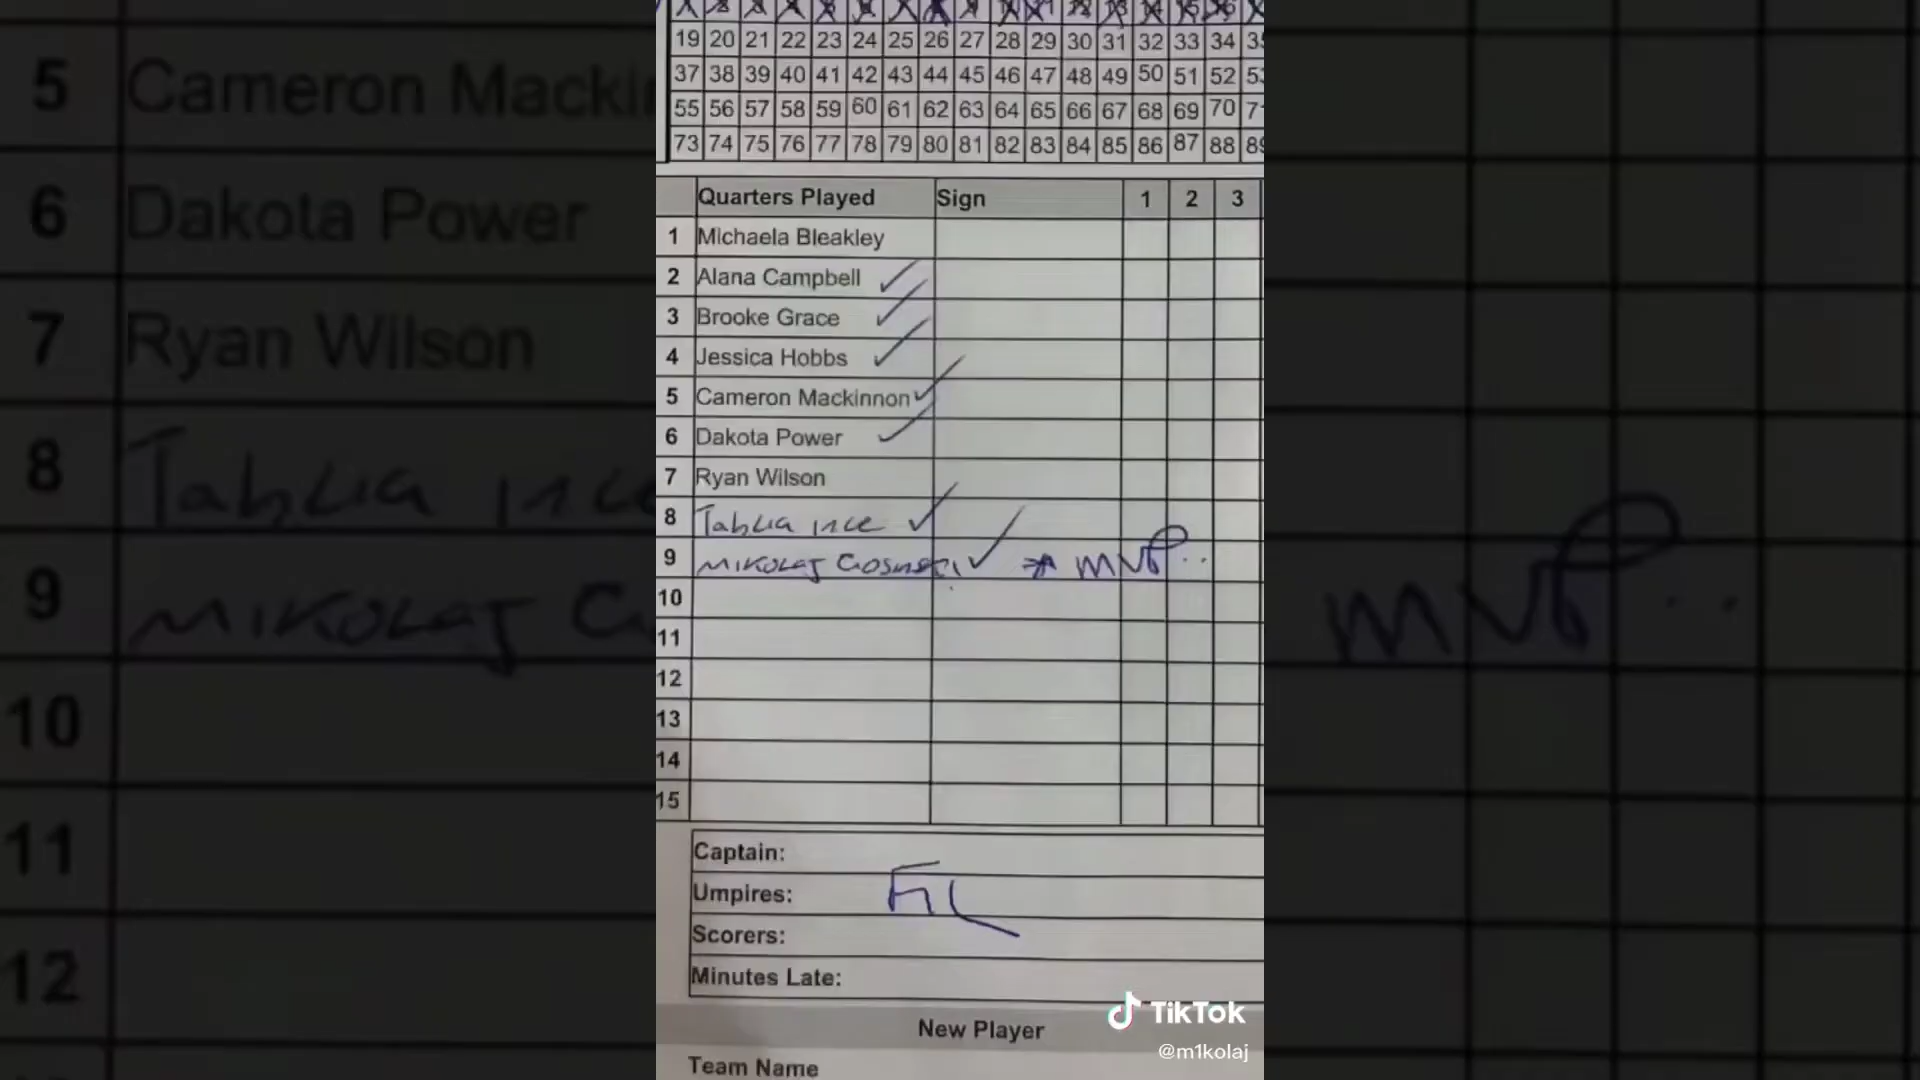 19 20 21 22 23 24 25 26 27 28 29 30 31 32 33 34
37 38 39 40 41 42 43 44 45 46 47 48 49 50 51 52
55 56 57 58 59 60 61 62 63 64 65 66 67 68 69 70
73 74 75 76 77 78 79 80 81 82 83 84 85 86 87 88
Quarters Played Sign 1 2 3
1 Michaela Bleakley
2 Alana Campbell
3 Brooke Grace
4 Jessica Hobbs
5 Cameron Mackinnon
6 Dakota Power
7 Ryan Wilson
8 Ince
9 MIKOLAJ MVP..
10
11
12
13
14
15
Captain:
Umpires:
Scorers:
Minutes Late:
New Player
Team Name
TikTok
@m1kolaj